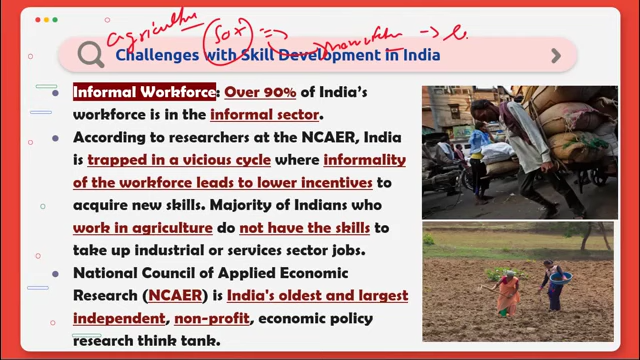 agriculture
50%
Challenges with Skill Development in India
Informal Workforce: Over 90% of India's
workforce is in the informal sector.
According to researchers at the NCAER, India
is trapped in a vicious cycle where informality
of the workforce leads to lower incentives to
acquire new skills. Majority of Indians who
work in agriculture do not have the skills to
take up industrial or services sector jobs.
National Council of Applied Economic
Research (NCAER) is India's oldest and largest
independent, non-profit, economic policy
research think tank.